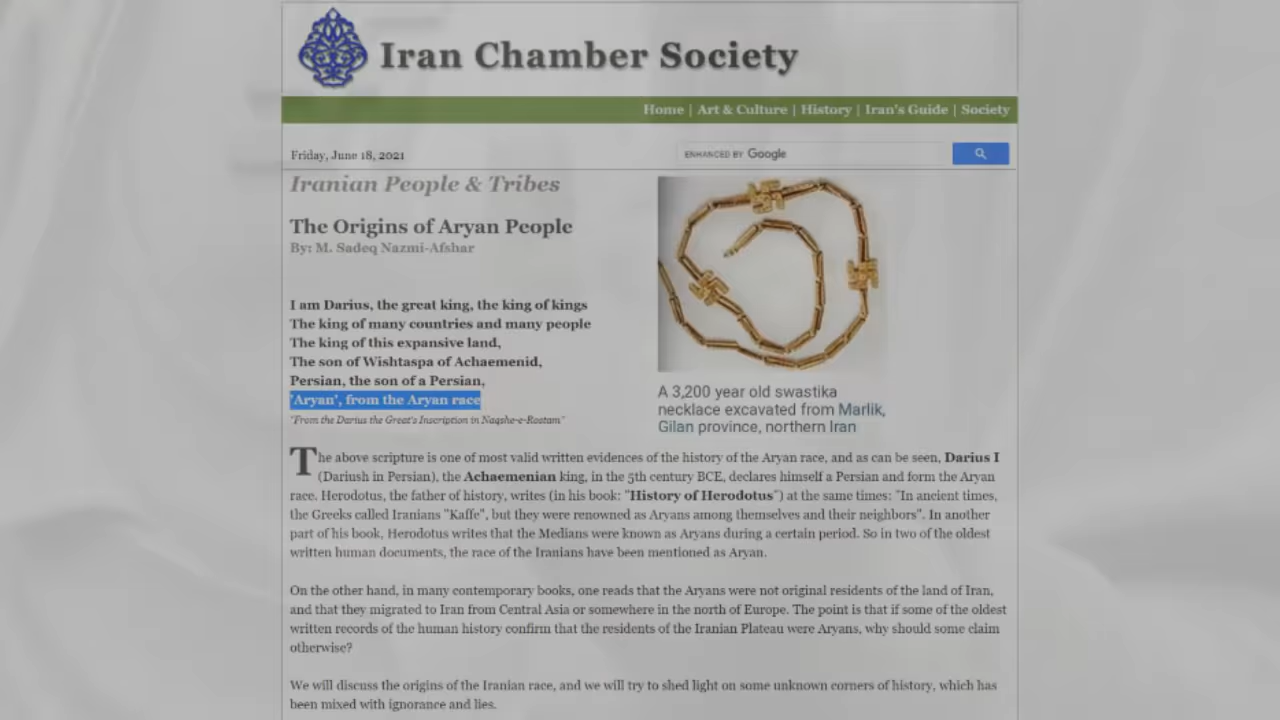 Iran Chamber Society
Home | Art & Culture | History | Iran's Guide | Society
Friday, June 18, 2021
ENHANCED BY Google
Iranian People & Tribes
The Origins of Aryan People
By: M. Sadeq Nazmi-Afshar
I am Darius, the great king, the king of kings
The king of many countries and many people
The king of this expansive land,
The son of Wishtaspa of Achaemenid,
Persian, the son of a Persian,
'Aryan', from the Aryan race
"From the Darius the Great's Inscription in Naqshe-e-Rostam"
A 3,200 year old swastika
necklace excavated from Marlik,
Gilan province, northern Iran
The above scripture is one of most valid written evidences of the history of the Aryan race, and as can be seen, Darius I
(Dariush in Persian), the Achaemenian king, in the 5th century BCE, declares himself a Persian and form the Aryan
race. Herodotus, the father of history, writes (in his book: "History of Herodotus") at the same times: "In ancient times,
the Greeks called Iranians "Kaffe", but they were renowned as Aryans among themselves and their neighbors". In another
part of his book, Herodotus writes that the Medians were known as Aryans during a certain period. So in two of the oldest
written human documents, the race of the Iranians have been mentioned as Aryan.
On the other hand, in many contemporary books, one reads that the Aryans were not original residents of the land of Iran,
and that they migrated to Iran from Central Asia or somewhere in the north of Europe. The point is that if some of the oldest
written records of the human history confirm that the residents of the Iranian Plateau were Aryans, why should some claim
otherwise?
We will discuss the origins of the Iranian race, and we will try to shed light on some unknown corners of history, which has
been mixed with ignorance and lies.